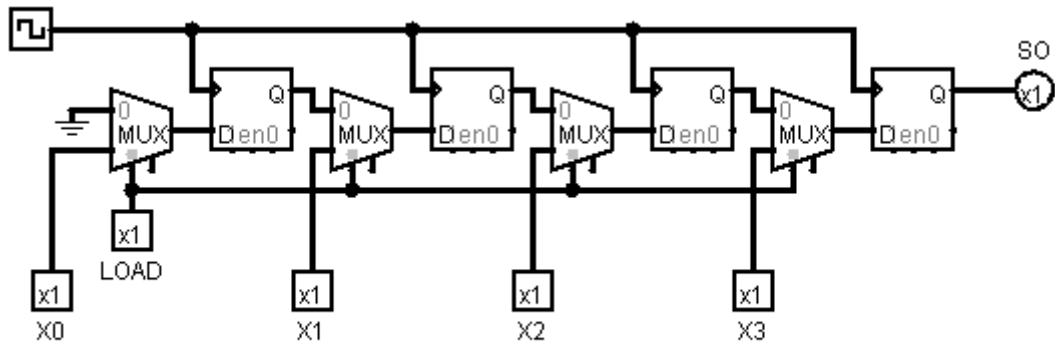 SO
Q Q Q Q
0 0 0 0 x1
MUX D en0 MUX D en0 MUX D en0 MUX D en0
x1
LOAD
x1 x1 x1 x1
X0 X1 X2 X3